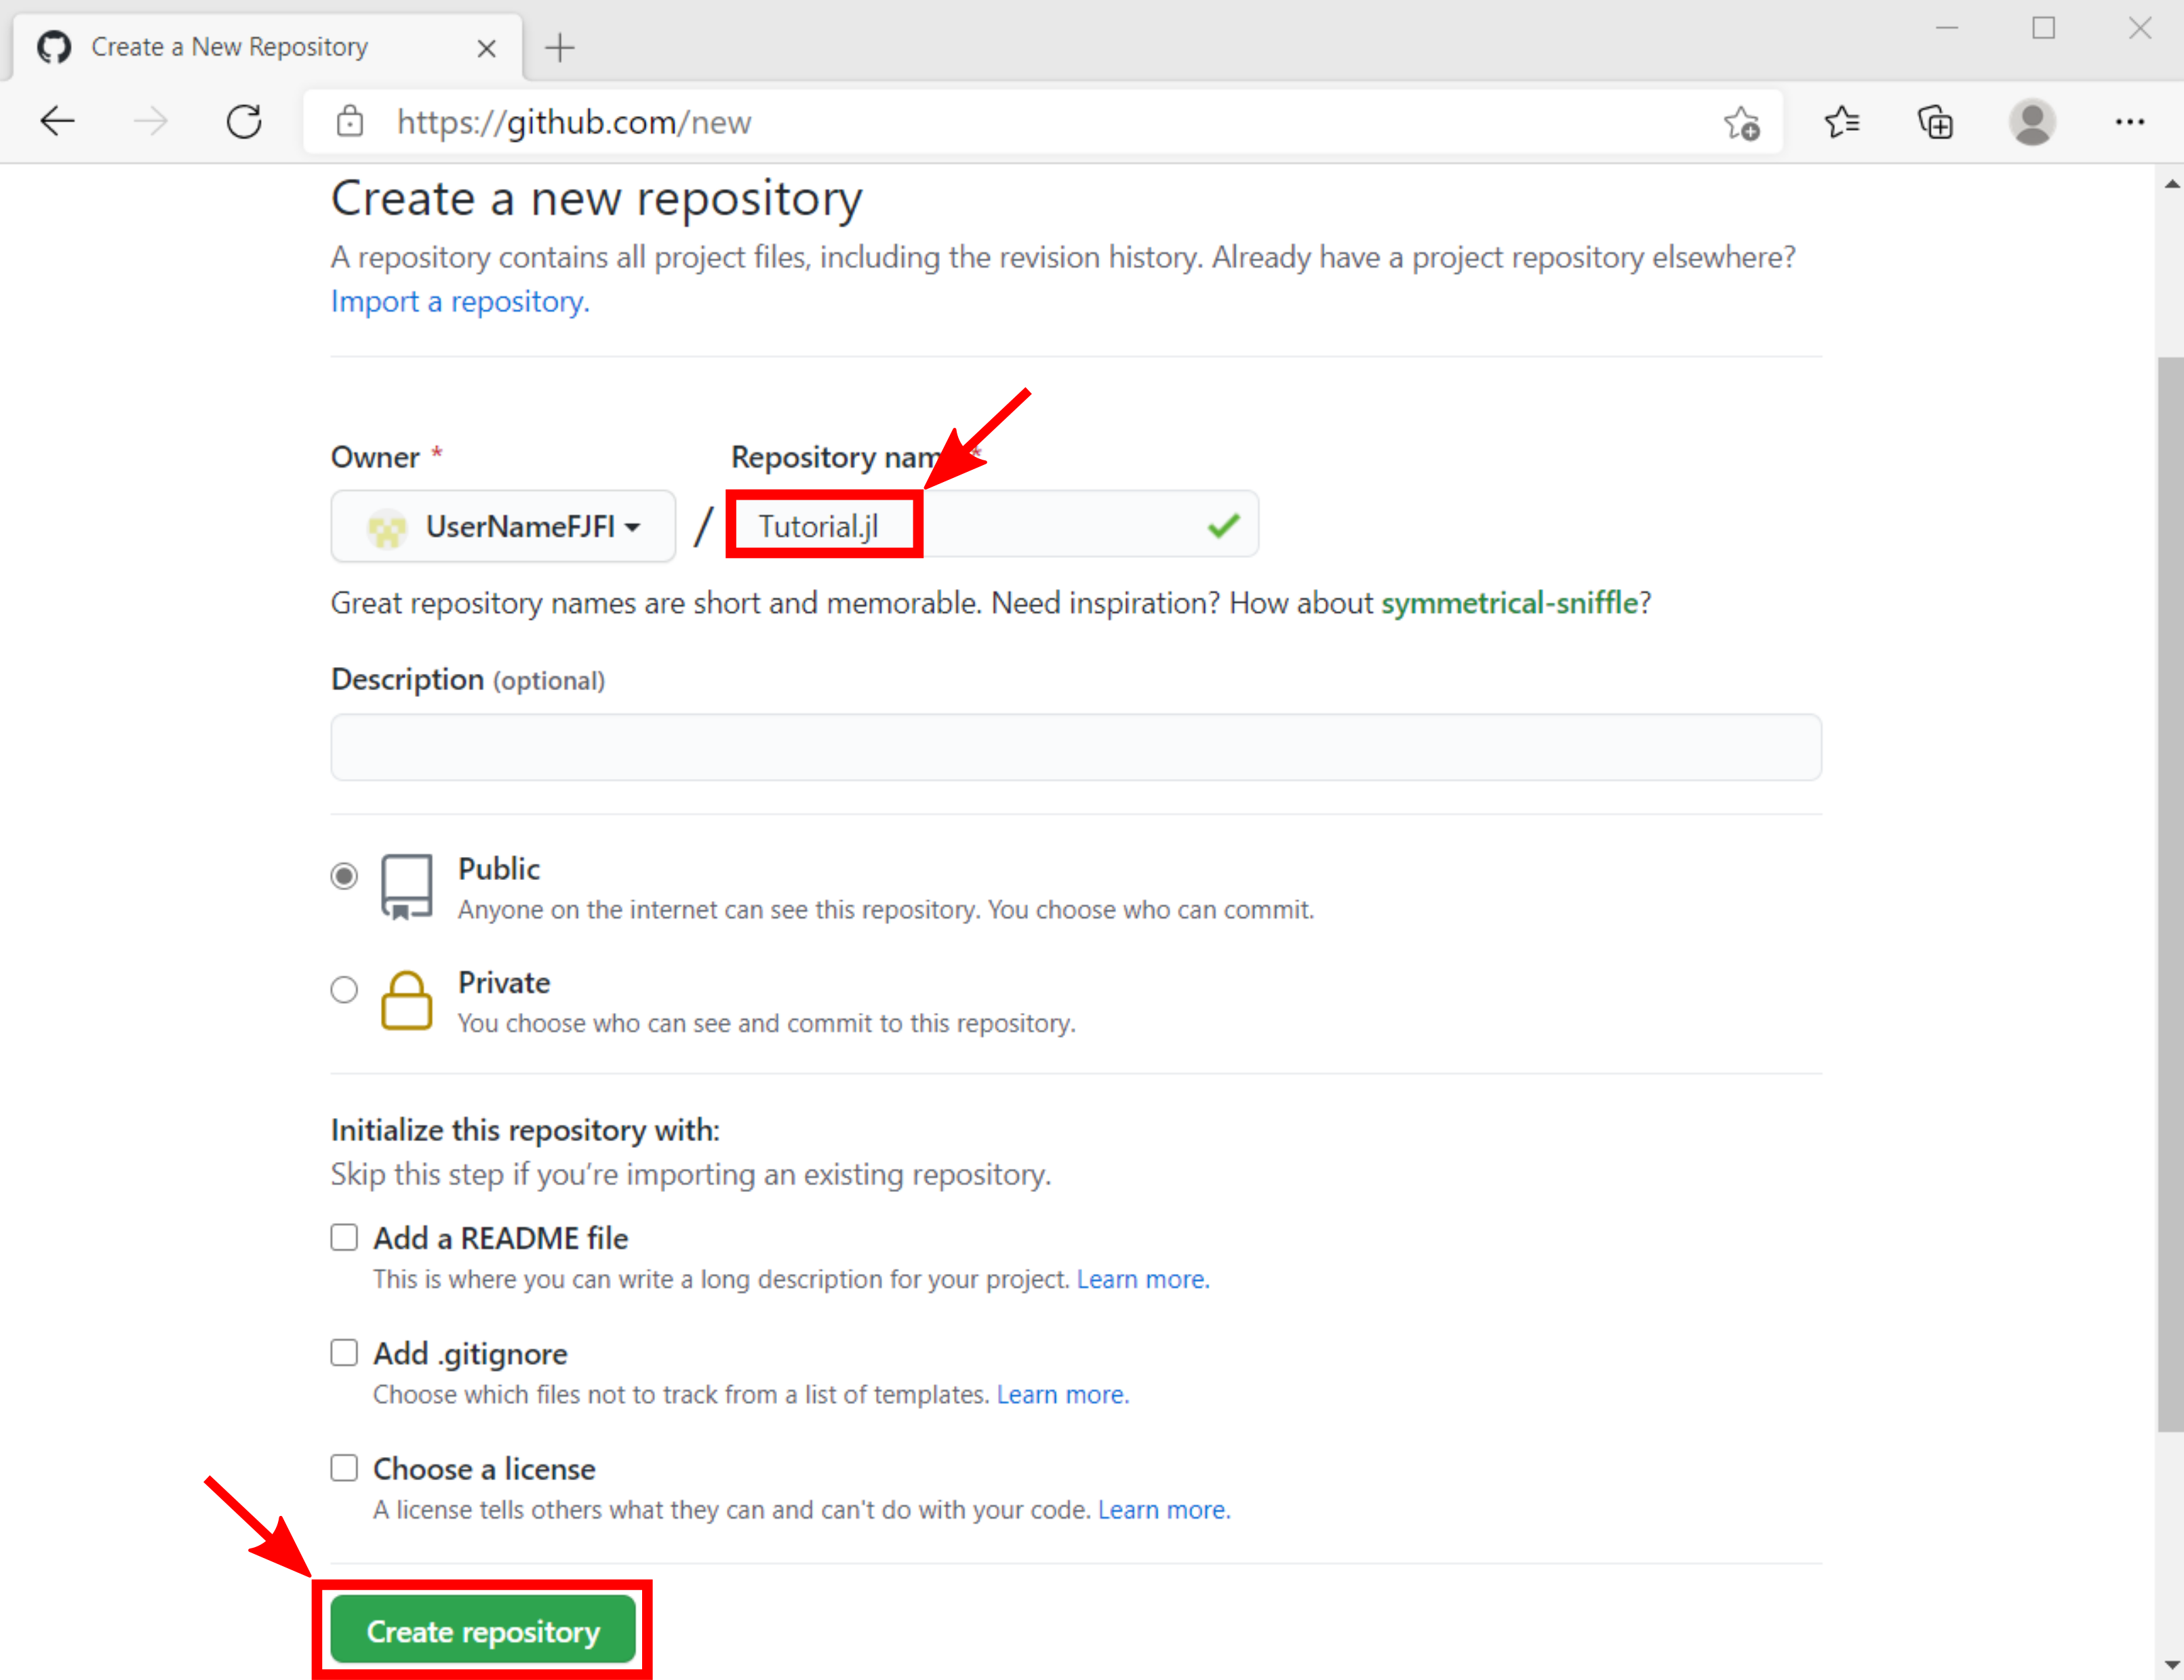 Create a New Repository
https://github.com/new
Create a new repository
A repository contains all project files, including the revision history. Already have a project repository elsewhere?
Import a repository.
Owner * Repository nam *
UserNameFJFI / Tutorial.jl
Great repository names are short and memorable. Need inspiration? How about symmetrical-sniffle?
Description (optional)
Public
Anyone on the internet can see this repository. You choose who can commit.
Private
You choose who can see and commit to this repository.
Initialize this repository with:
Skip this step if you’re importing an existing repository.
Add a README file
This is where you can write a long description for your project. Learn more.
Add .gitignore
Choose which files not to track from a list of templates. Learn more.
Choose a license
A license tells others what they can and can't do with your code. Learn more.
Create repository